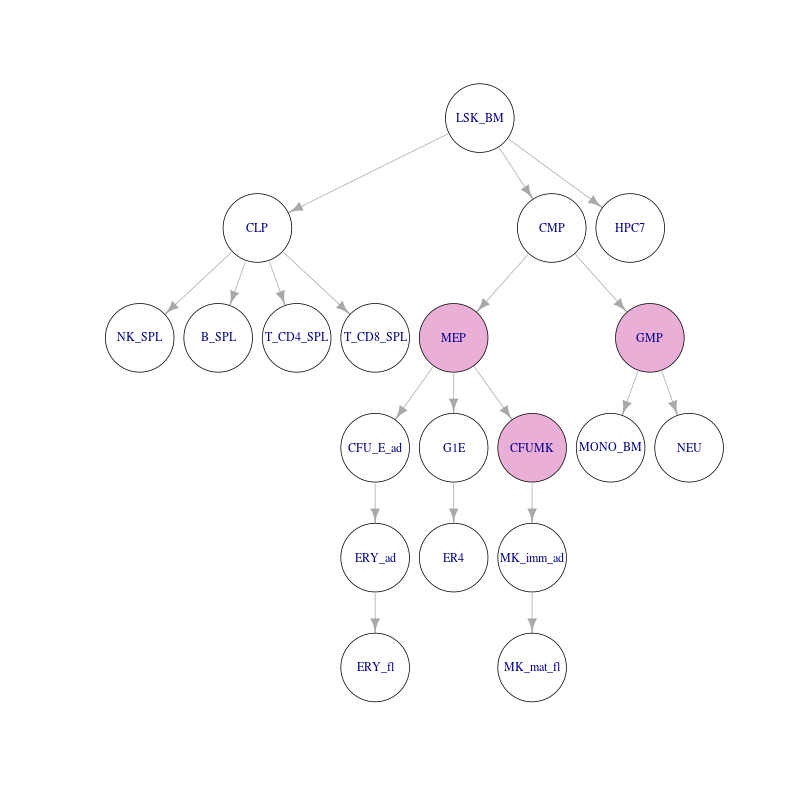 LSK_BM
CLP
CMP
HPC7
NK_SPL
B_SPL
T_CD4_SPL
T_CD8_SPL
MEP
GMP
CFU_E_ad
G1E
CFUMK
MONO_BM
NEU
ERY_ad
ER4
MK_imm_ad
ERY_fl
MK_mat_fl